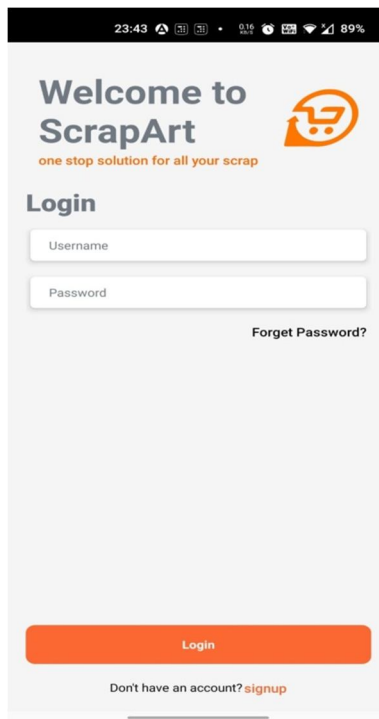 23:43 0.16 KB/S 89%
Welcome to
ScrapArt
one stop solution for all your scrap
Login
Username
Password
Forget Password?
Login
Don't have an account? signup